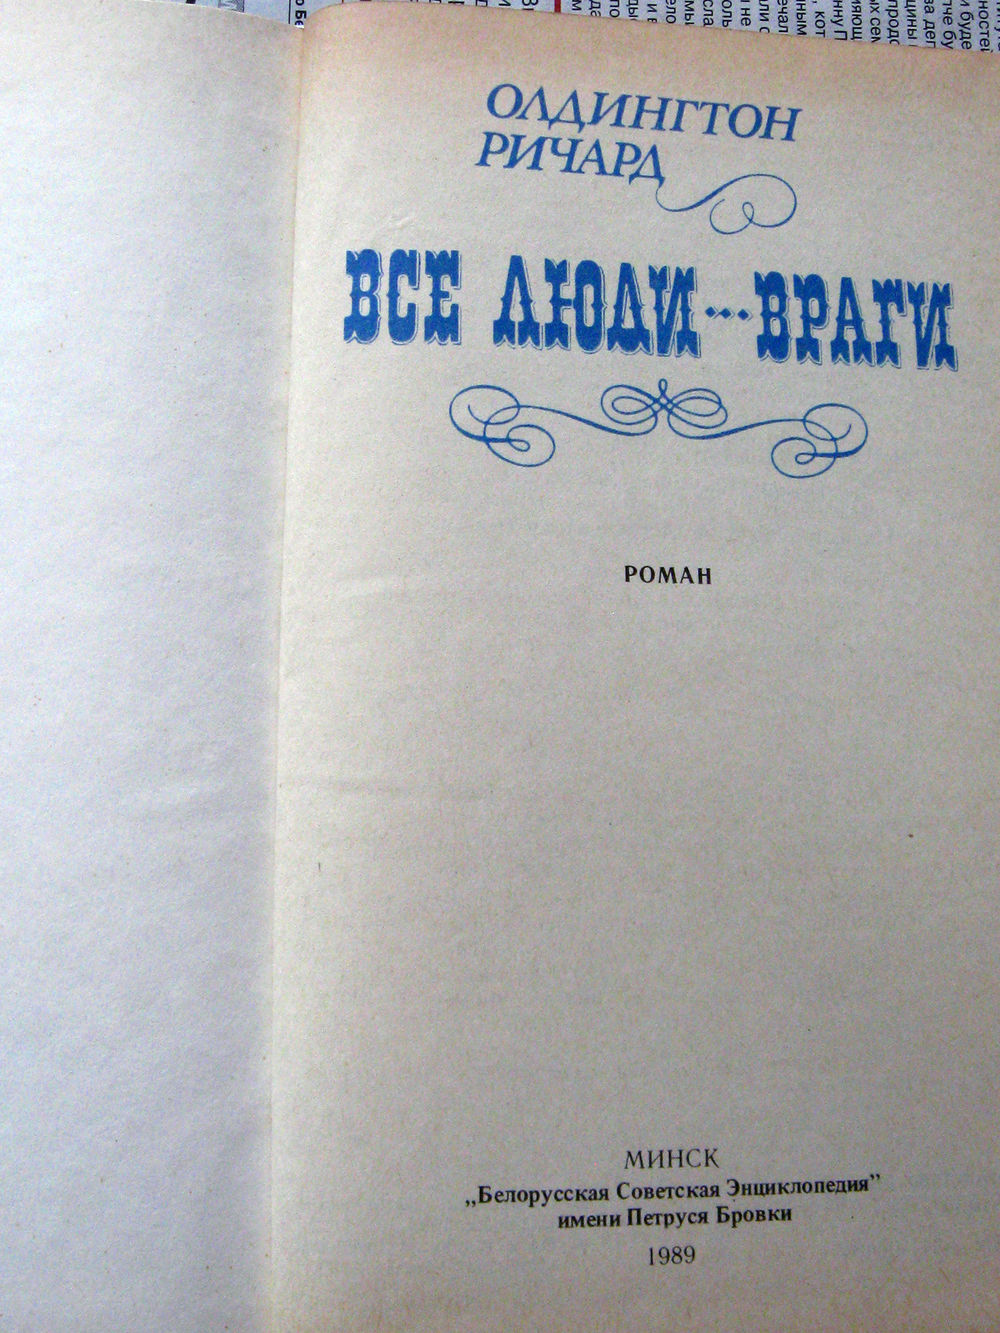 ОЛДИНГТОН
РИЧАРД
ВСЕ ЛЮДИ...ВРАГИ
РОМАН
МИНСК
„Белорусская Советская Энциклопедия”
имени Петруся Бровки
1989